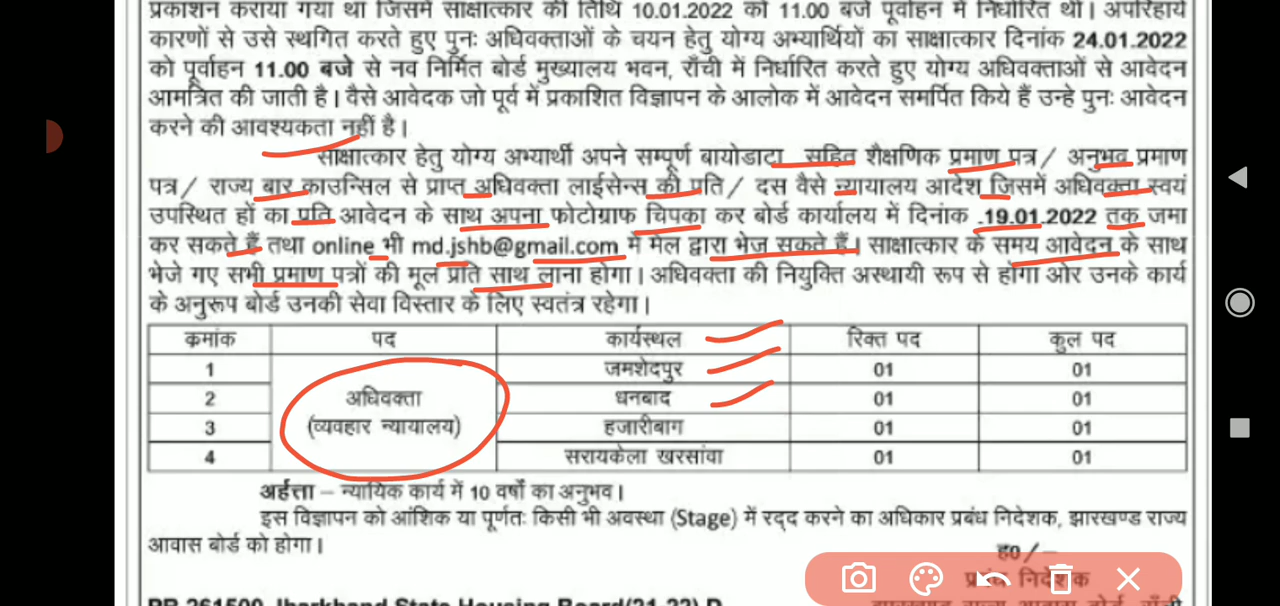 प्रकाशन कराया गया था जिसमें साक्षात्कार की तिथि 10.01.2022 को 11.00 बजे पूर्वाहन में निर्धारित थी। अपरिहार्य
कारणों से उसे स्थगित करते हुए पुनः अधिवक्ताओं के चयन हेतु योग्य अभ्यार्थियों का साक्षात्कार दिनांक 24.01.2022
को पूर्वाहन 11.00 बजे से नव निर्मित बोर्ड मुख्यालय भवन, राँची में निर्धारित करते हुए योग्य अधिवक्ताओं से आवेदन
आमत्रित की जाती है। वैसे आवेदक जो पूर्व में प्रकाशित विज्ञापन के आलोक में आवेदन समर्पित किये हैं उन्हे पुनः आवेदन
करने की आवश्यकता नहीं है।
साक्षात्कार हेतु योग्य अभ्यार्थी अपने सम्पूर्ण बायोडाटा सहित शैक्षणिक प्रमाण पत्र/ अनुभव प्रमाण
पत्र/ राज्य बार काउन्सिल से प्राप्त अधिवक्ता लाईसेन्स की प्रति/ दस वैसे न्यायालय आदेश जिसमें अधिवक्ता स्वयं
उपस्थित हों का प्रति आवेदन के साथ अपना फोटोग्राफ चिपका कर बोर्ड कार्यालय में दिनांक 19.01.2022 तक जमा
कर सकते हैं तथा online भी md.jshb@gmail.com में मेल द्वारा भेज सकते हैं। साक्षात्कार के समय आवेदन के साथ
भेजे गए सभी प्रमाण पत्रों की मूल प्रति साथ लाना होगा। अधिवक्ता की नियुक्ति अस्थायी रूप से होगा और उनके कार्य
के अनुरूप बोर्ड उनकी सेवा विस्तार के लिए स्वतंत्र रहेगा।
क्रमांक पद कार्यस्थल रिक्त पद कुल पद
1 अधिवक्ता (व्यवहार न्यायालय) जमशेदपुर 01 01
2 धनबाद 01 01
3 हजारीबाग 01 01
4 सरायकेला खरसांवा 01 01
अर्हत्ता – न्यायिक कार्य में 10 वर्षो का अनुभव।
इस विज्ञापन को आंशिक या पूर्णतः किसी भी अवस्था (Stage) में रद्द करने का अधिकार प्रबंध निदेशक, झारखण्ड राज्य
आवास बोर्ड को होगा।
ह0/–
प्रबंध निदेशक
PR 261500 Jharkhand State Housing Board(21-22) D
झारखण्ड राज्य आवास बोर्ड, राँची